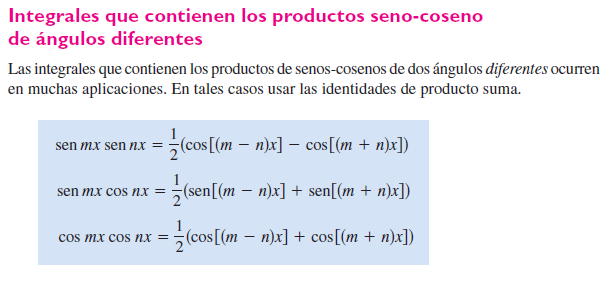 Integrales que contienen los productos seno-coseno
de ángulos diferentes
Las integrales que contienen los productos de senos-cosenos de dos ángulos diferentes ocurren
en muchas aplicaciones. En tales casos usar las identidades de producto suma.
sen mx sen nx = 1/2(cos[(m − n)x] − cos[(m + n)x])
sen mx cos nx = 1/2(sen[(m − n)x] + sen[(m + n)x])
cos mx cos nx = 1/2(cos[(m − n)x] + cos[(m + n)x])